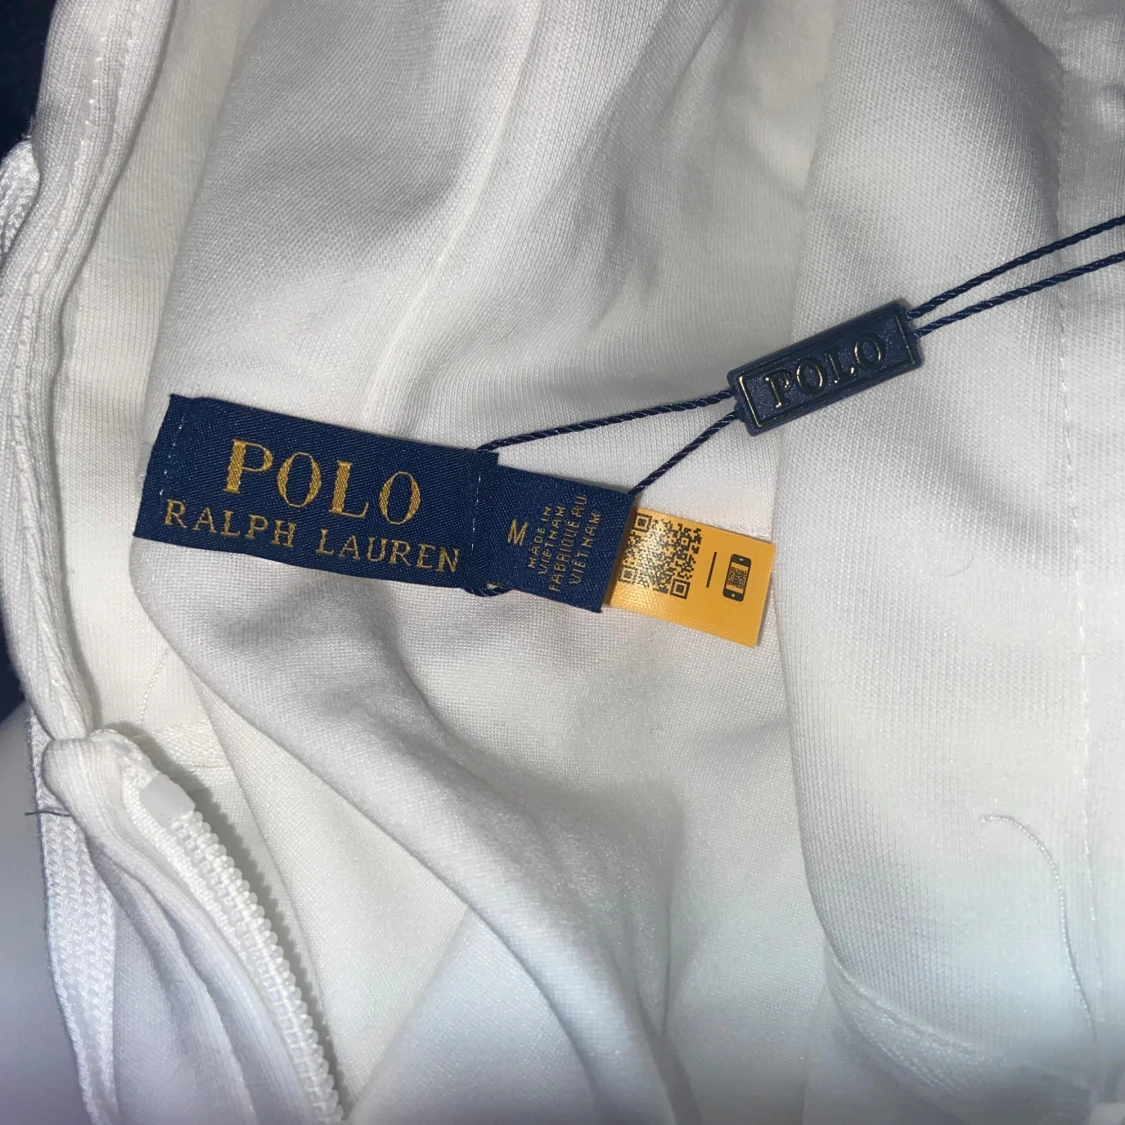 POLO
RALPH LAUREN
M
MADE IN
VIETNAM
FABRIQUÉ AU
VIETNAM
POLO